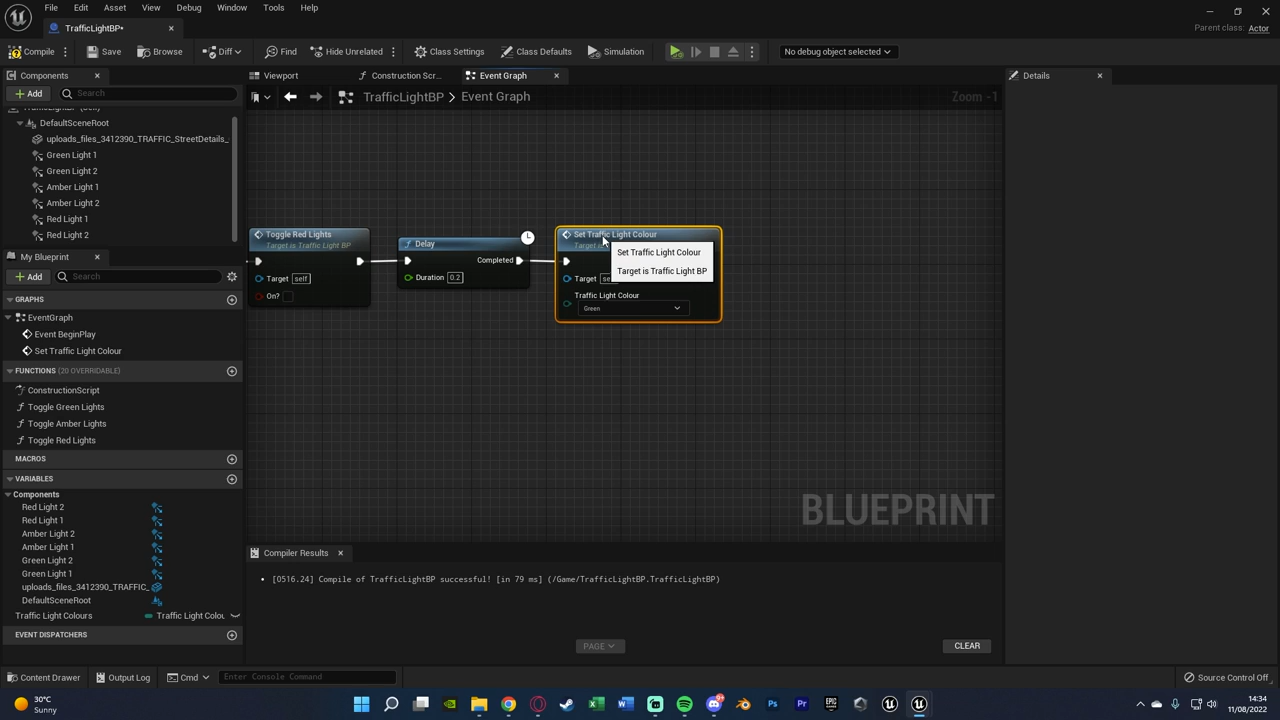 File Edit Asset View Debug Window Tools Help
TrafficLightBP*
Parent class: Actor
Compile Save Browse Diff Find Hide Unrelated Class Settings Class Defaults Simulation No debug object selected
Components
Viewport Construction Scr... Event Graph
Details
Add Search
TrafficLightBP > Event Graph
Zoom -1
DefaultSceneRoot
uploads_files_3412390_TRAFFIC_StreetDetails_
Green Light 1
Green Light 2
Amber Light 1
Amber Light 2
Red Light 1
Red Light 2
My Blueprint
Add Search
GRAPHS
EventGraph
Event BeginPlay
Set Traffic Light Colour
FUNCTIONS (20 OVERRIDABLE)
ConstructionScript
Toggle Green Lights
Toggle Amber Lights
Toggle Red Lights
MACROS
VARIABLES
Components
Red Light 2
Red Light 1
Amber Light 2
Amber Light 1
Green Light 2
Green Light 1
uploads_files_3412390_TRAFFIC_
DefaultSceneRoot
Traffic Light Colours Traffic Light Colou
EVENT DISPATCHERS
Toggle Red Lights
Target is Traffic Light BP
Target self
On?
Delay
Completed
Duration 0.2
Set Traffic Light Colour
Target is
Target
Traffic Light Colour
Green
Set Traffic Light Colour
Target is Traffic Light BP
BLUEPRINT
Compiler Results
[0516.24] Compile of TrafficLightBP successful! [in 79 ms] (/Game/TrafficLightBP.TrafficLightBP)
PAGE
CLEAR
Content Drawer Output Log Cmd Enter Console Command
Source Control Off
30°C
Sunny
14:34
11/08/2022